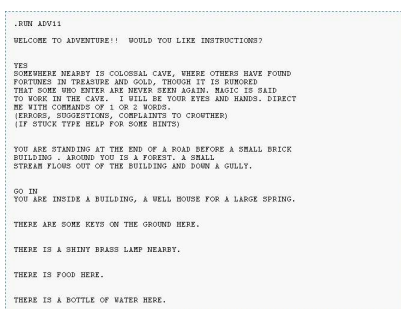 .RUN ADV11
WELCOME TO ADVENTURE!! WOULD YOU LIKE INSTRUCTIONS?
YES
SOMEWHERE NEARBY IS COLOSSAL CAVE, WHERE OTHERS HAVE FOUND
FORTUNES IN TREASURE AND GOLD, THOUGH IT IS RUMORED
THAT SOME WHO ENTER ARE NEVER SEEN AGAIN. MAGIC IS SAID
TO WORK IN THE CAVE. I WILL BE YOUR EYES AND HANDS. DIRECT
ME WITH COMMANDS OF 1 OR 2 WORDS.
(ERRORS, SUGGESTIONS, COMPLAINTS TO CROWTHER)
(IF STUCK TYPE HELP FOR SOME HINTS)
YOU ARE STANDING AT THE END OF A ROAD BEFORE A SMALL BRICK
BUILDING . AROUND YOU IS A FOREST. A SMALL
STREAM FLOWS OUT OF THE BUILDING AND DOWN A GULLY.
GO IN
YOU ARE INSIDE A BUILDING, A WELL HOUSE FOR A LARGE SPRING.
THERE ARE SOME KEYS ON THE GROUND HERE.
THERE IS A SHINY BRASS LAMP NEARBY.
THERE IS FOOD HERE.
THERE IS A BOTTLE OF WATER HERE.